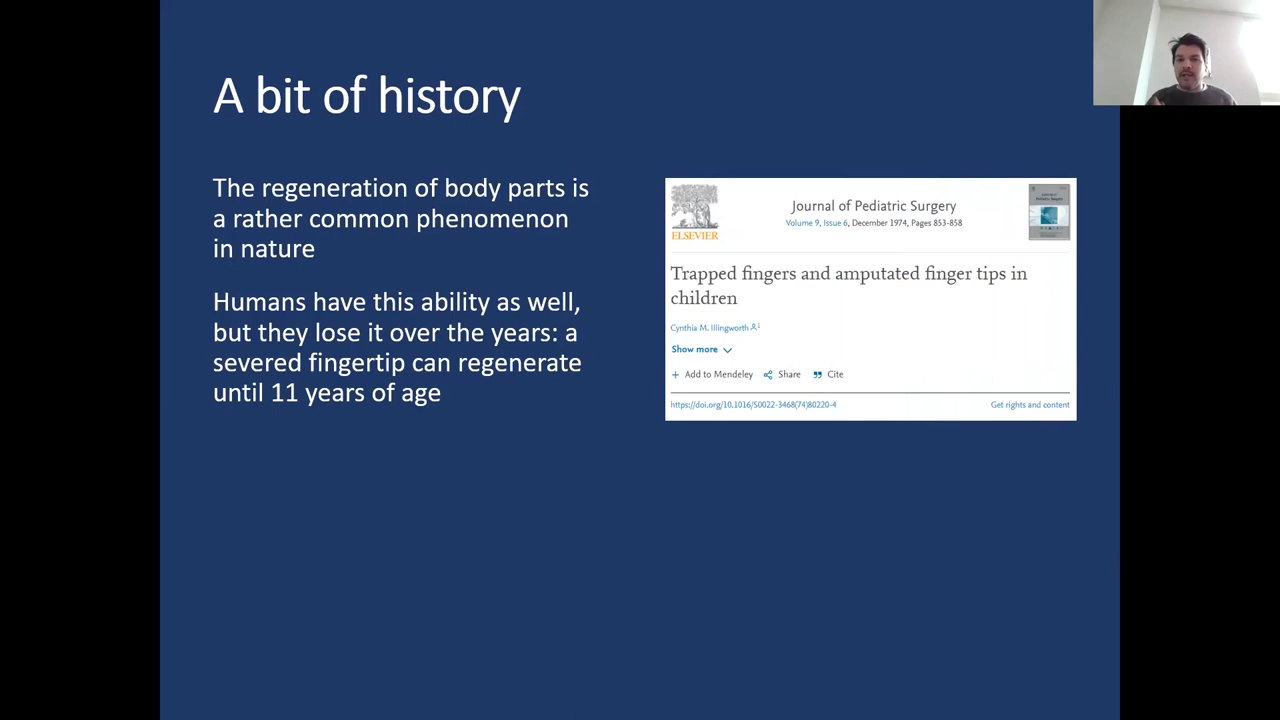 A bit of history
The regeneration of body parts is
a rather common phenomenon
in nature
Humans have this ability as well,
but they lose it over the years: a
severed fingertip can regenerate
until 11 years of age
ELSEVIER
Journal of Pediatric Surgery
Volume 9, Issue 6, December 1974, Pages 853-858
Trapped fingers and amputated finger tips in
children
Cynthia M. Illingworth 1
Show more
+ Add to Mendeley Share Cite
https://doi.org/10.1016/S0022-3468(74)80220-4 Get rights and content